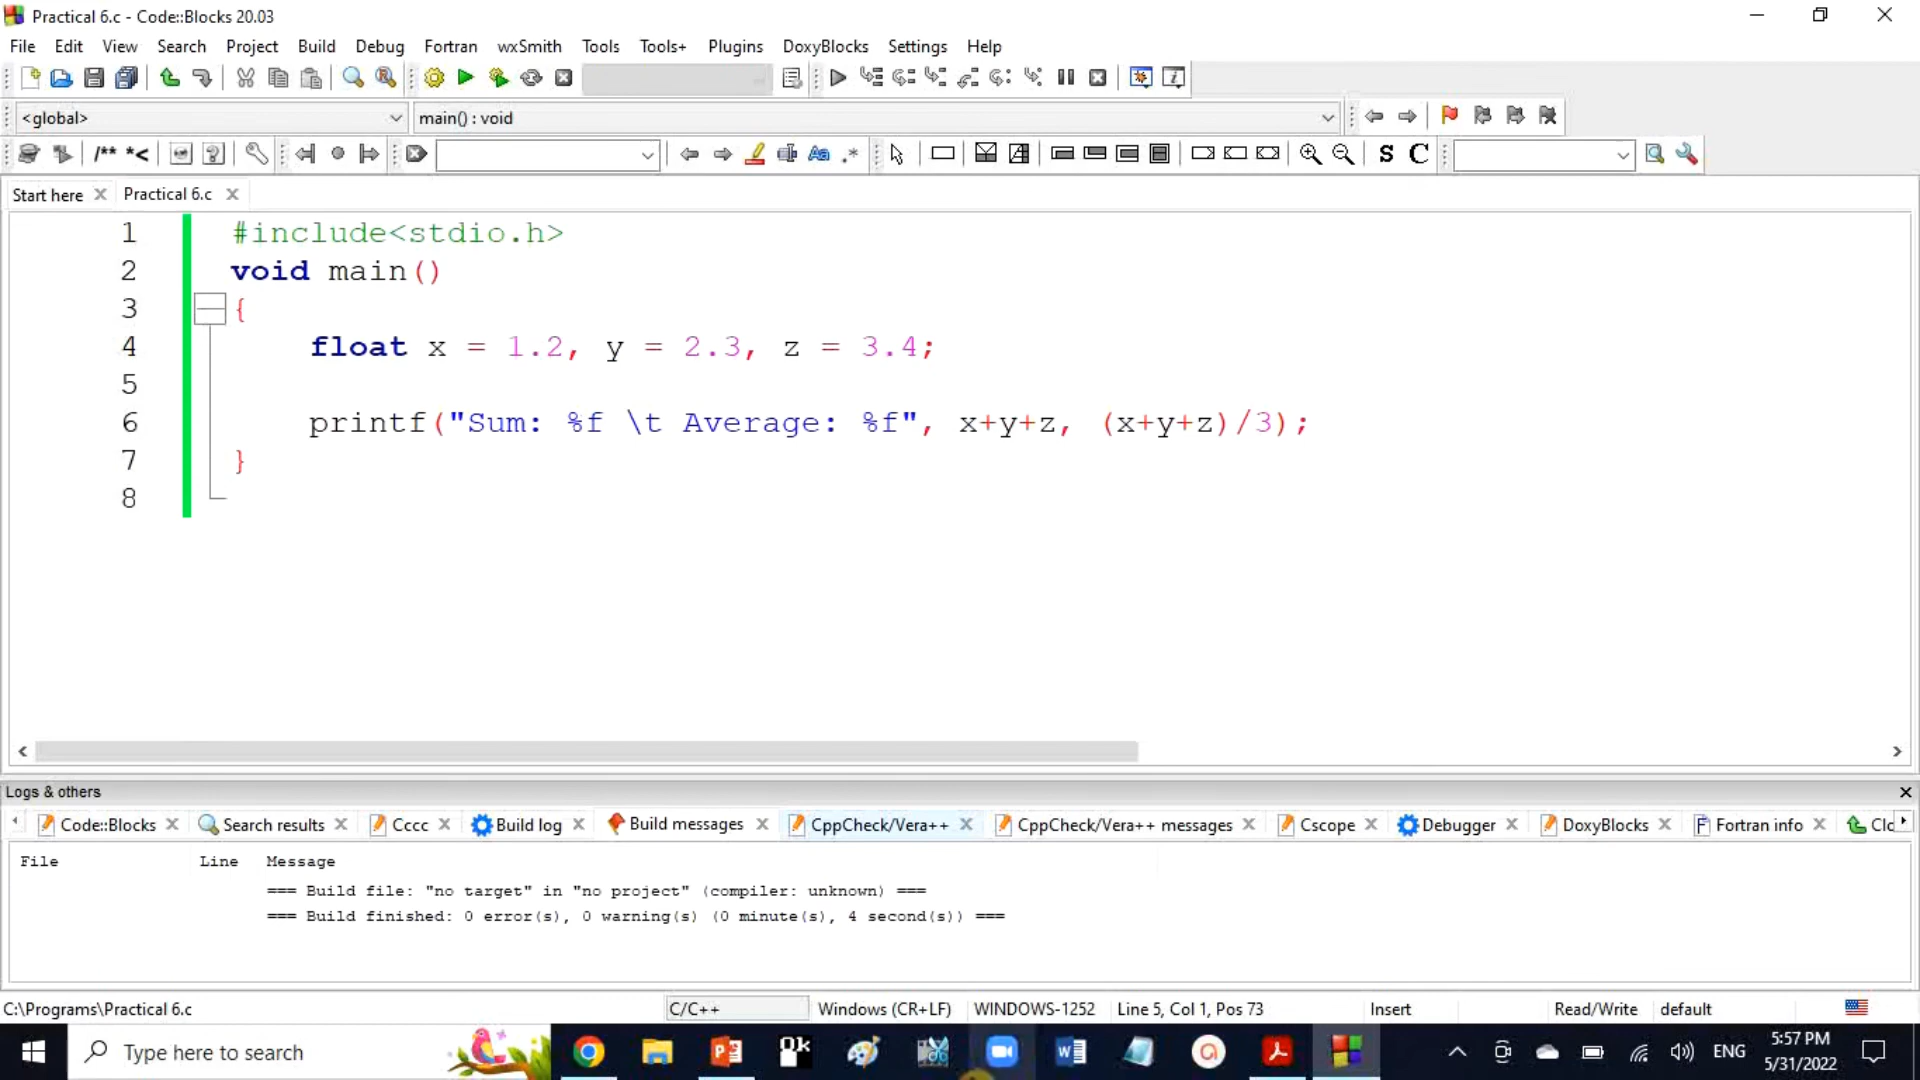 Practical 6.c - Code::Blocks 20.03
File Edit View Search Project Build Debug Fortran wxSmith Tools Tools+ Plugins DoxyBlocks Settings Help
<global> main() : void
/** *< Aa .* S C
Start here Practical 6.c
1 #include<stdio.h>
2 void main()
3 {
4 float x = 1.2, y = 2.3, z = 3.4;
5
6 printf("Sum: %f \t Average: %f", x+y+z, (x+y+z)/3);
7 }
8
Logs & others
Code::Blocks Search results Cccc Build log Build messages CppCheck/Vera++ CppCheck/Vera++ messages Cscope Debugger DoxyBlocks Fortran info Clo
File Line Message
=== Build file: "no target" in "no project" (compiler: unknown) ===
=== Build finished: 0 error(s), 0 warning(s) (0 minute(s), 4 second(s)) ===
C:\Programs\Practical 6.c C/C++ Windows (CR+LF) WINDOWS-1252 Line 5, Col 1, Pos 73 Insert Read/Write default
Type here to search ENG 5:57 PM
5/31/2022